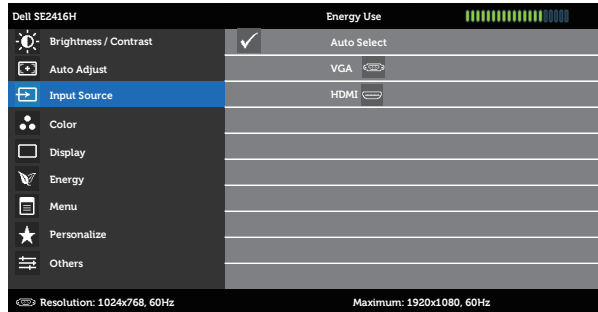 Dell SE2416H Energy Use
Brightness / Contrast Auto Select
Auto Adjust VGA
Input Source HDMI
Color
Display
Energy
Menu
Personalize
Others
Resolution: 1024x768, 60Hz Maximum: 1920x1080, 60Hz